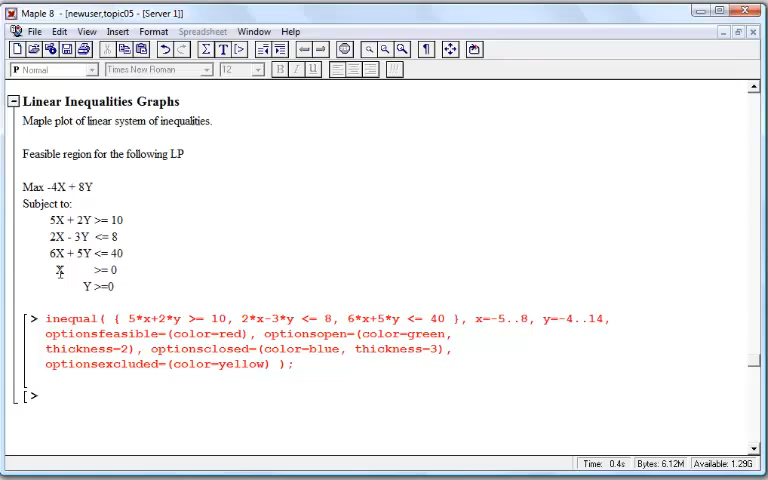 Maple 8 - [newuser,topic05 - [Server 1]]
File Edit View Insert Format Spreadsheet Window Help
P Normal Times New Roman 12 B I U
Linear Inequalities Graphs
Maple plot of linear system of inequalities.
Feasible region for the following LP
Max -4X + 8Y
Subject to:
5X + 2Y >= 10
2X - 3Y <= 8
6X + 5Y <= 40
X >= 0
Y >=0
[> inequal( { 5*x+2*y >= 10, 2*x-3*y <= 8, 6*x+5*y <= 40 }, x=-5..8, y=-4..14,
optionsfeasible=(color=red), optionsopen=(color=green,
thickness=2), optionsclosed=(color=blue, thickness=3),
optionsexcluded=(color=yellow) );
[>
Time: 0.4s Bytes: 6.12M Available: 1.29G